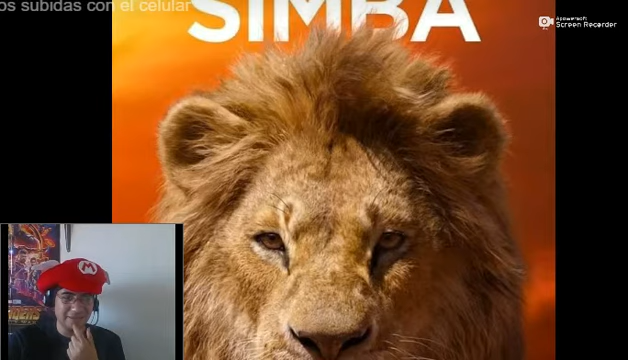 os subidas con el celular
SIMBA
Apowersoft
Screen Recorder
M